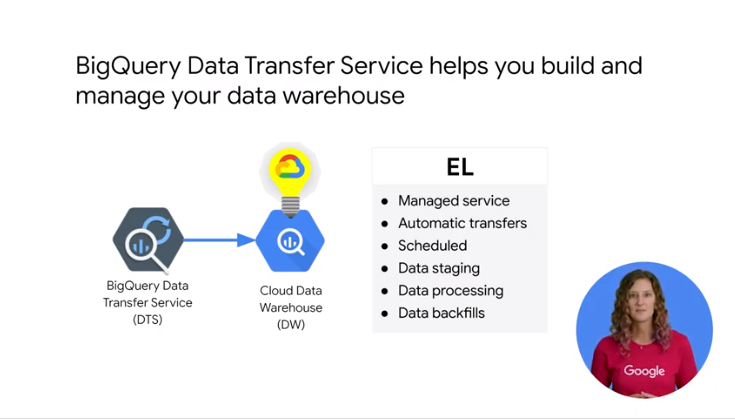 BigQuery Data Transfer Service helps you build and
manage your data warehouse
EL
● Managed service
● Automatic transfers
● Scheduled
● Data staging
● Data processing
● Data backfills
BigQuery Data
Transfer Service
(DTS)
Cloud Data
Warehouse
(DW)
Google